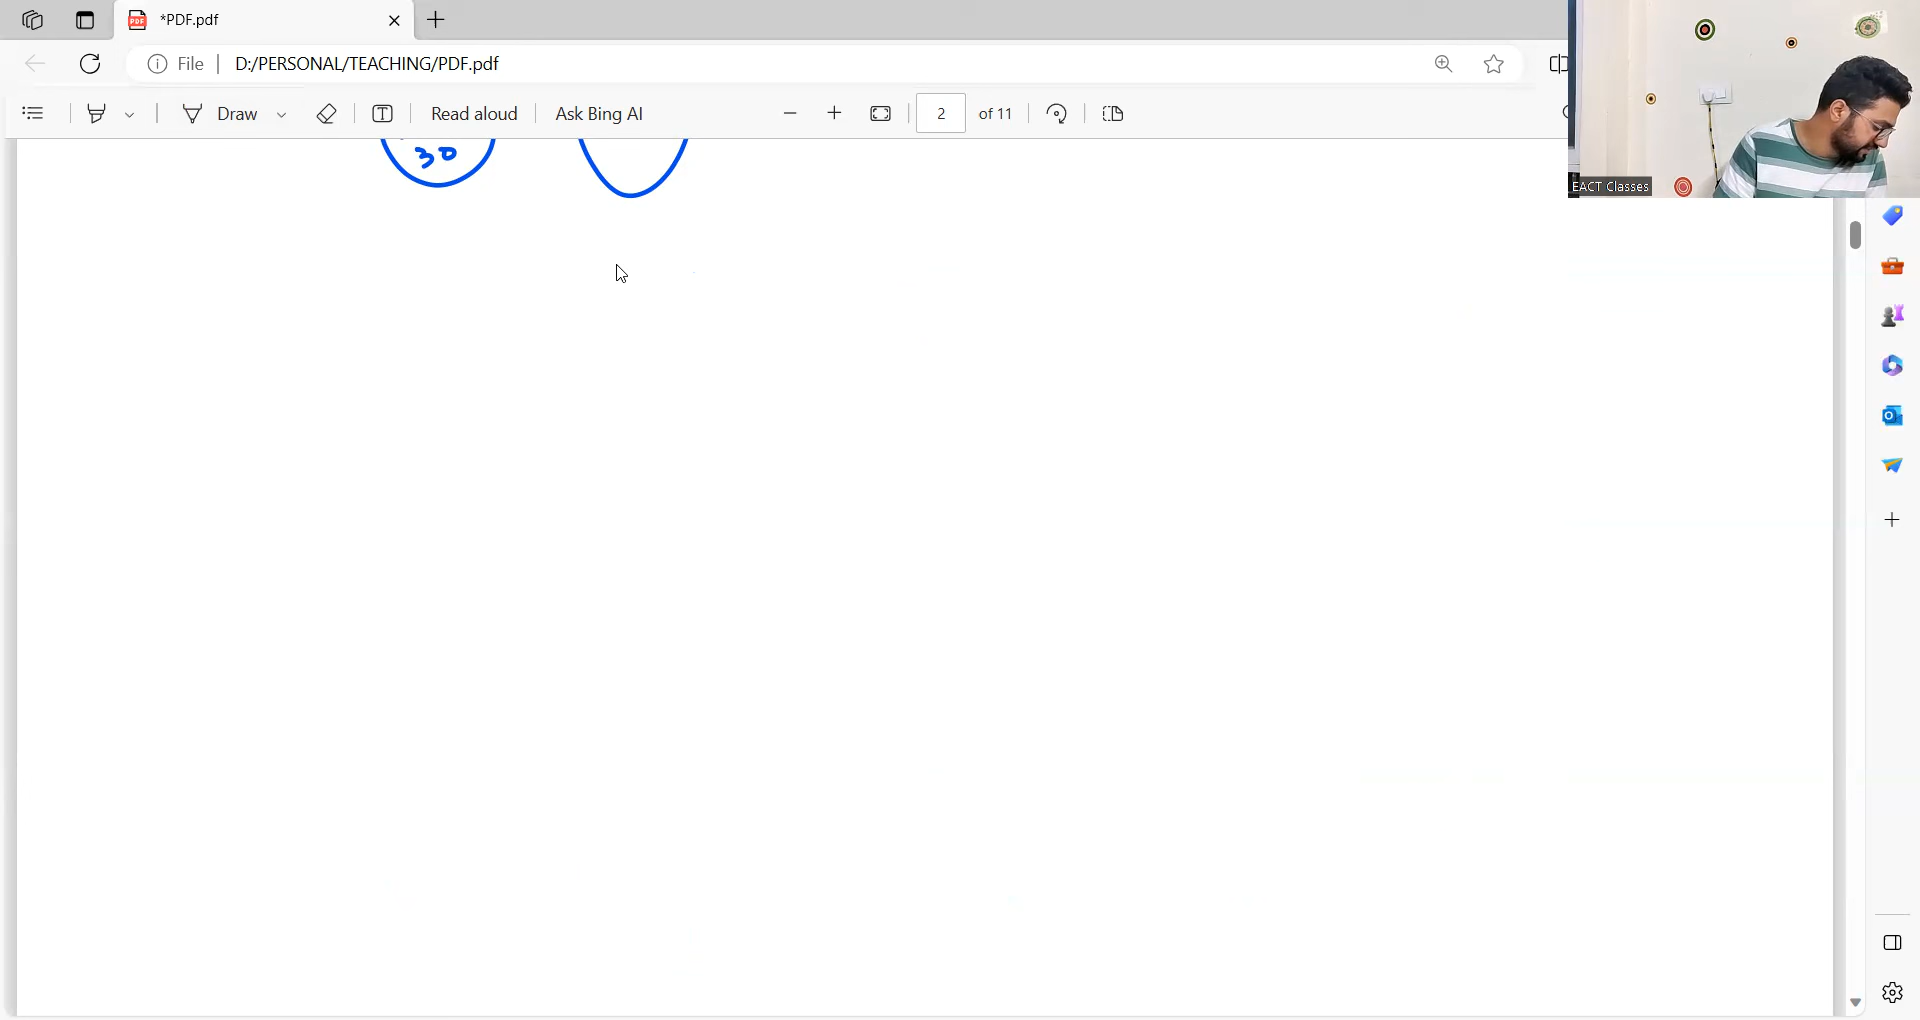 *PDF.pdf
File D:/PERSONAL/TEACHING/PDF.pdf
Draw Read aloud Ask Bing AI 2 of 11
EACT Classes
30